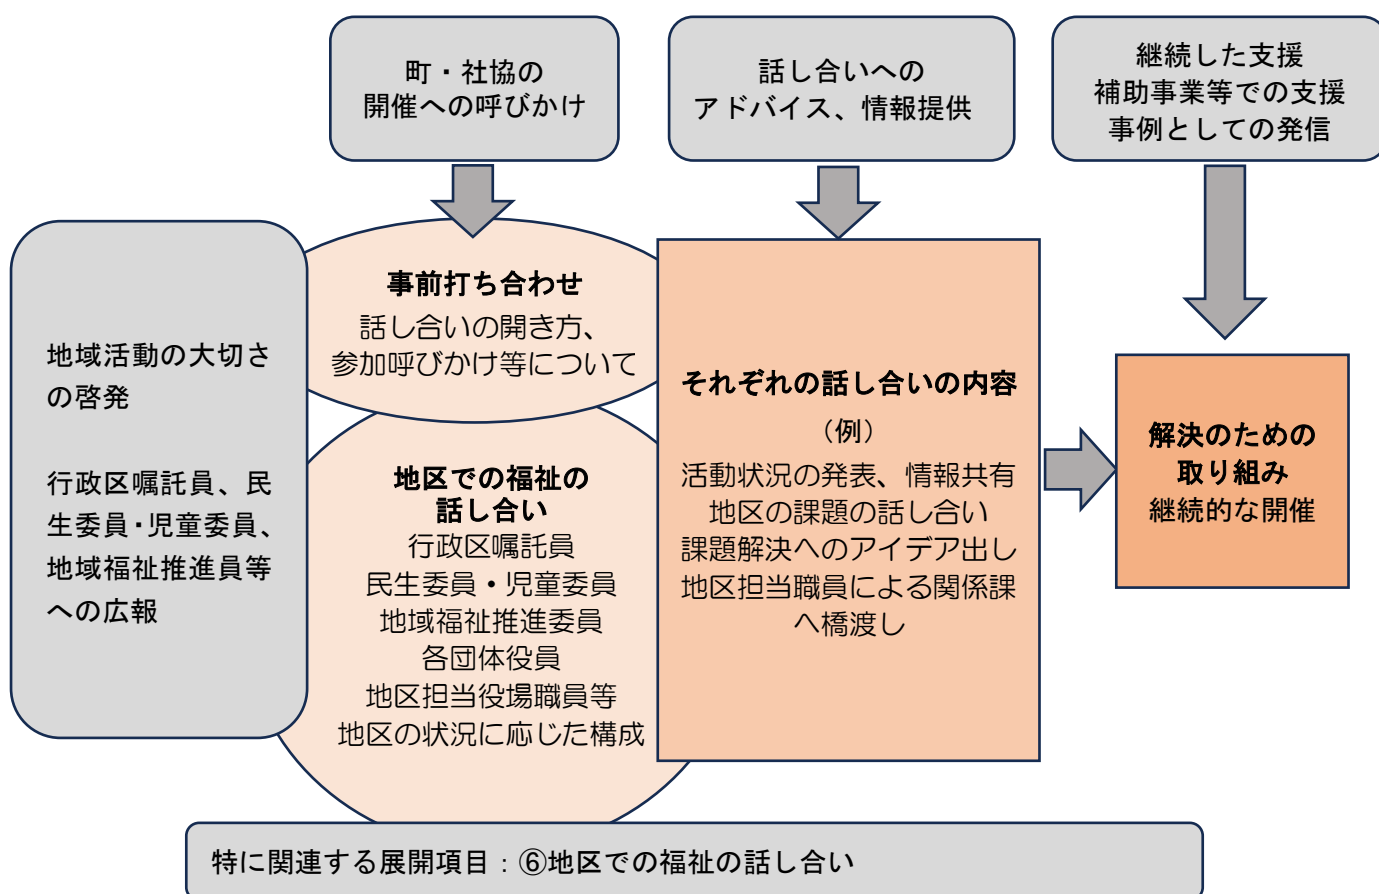 町・社協の
開催への呼びかけ
話し合いへの
アドバイス、情報提供
継続した支援
補助事業等での支援
事例としての発信
地域活動の大切さ
の啓発
行政区嘱託員、民
生委員・児童委員、
地域福祉推進員等
への広報
事前打ち合わせ
話し合いの開き方、
参加呼びかけ等について
地区での福祉の
話し合い
行政区嘱託員
民生委員・児童委員
地域福祉推進委員
各団体役員
地区担当役場職員等
地区の状況に応じた構成
それぞれの話し合いの内容
（例）
活動状況の発表、情報共有
地区の課題の話し合い
課題解決へのアイデア出し
地区担当職員による関係課
へ橋渡し
解決のための
取り組み
継続的な開催
特に関連する展開項目：⑥地区での福祉の話し合い